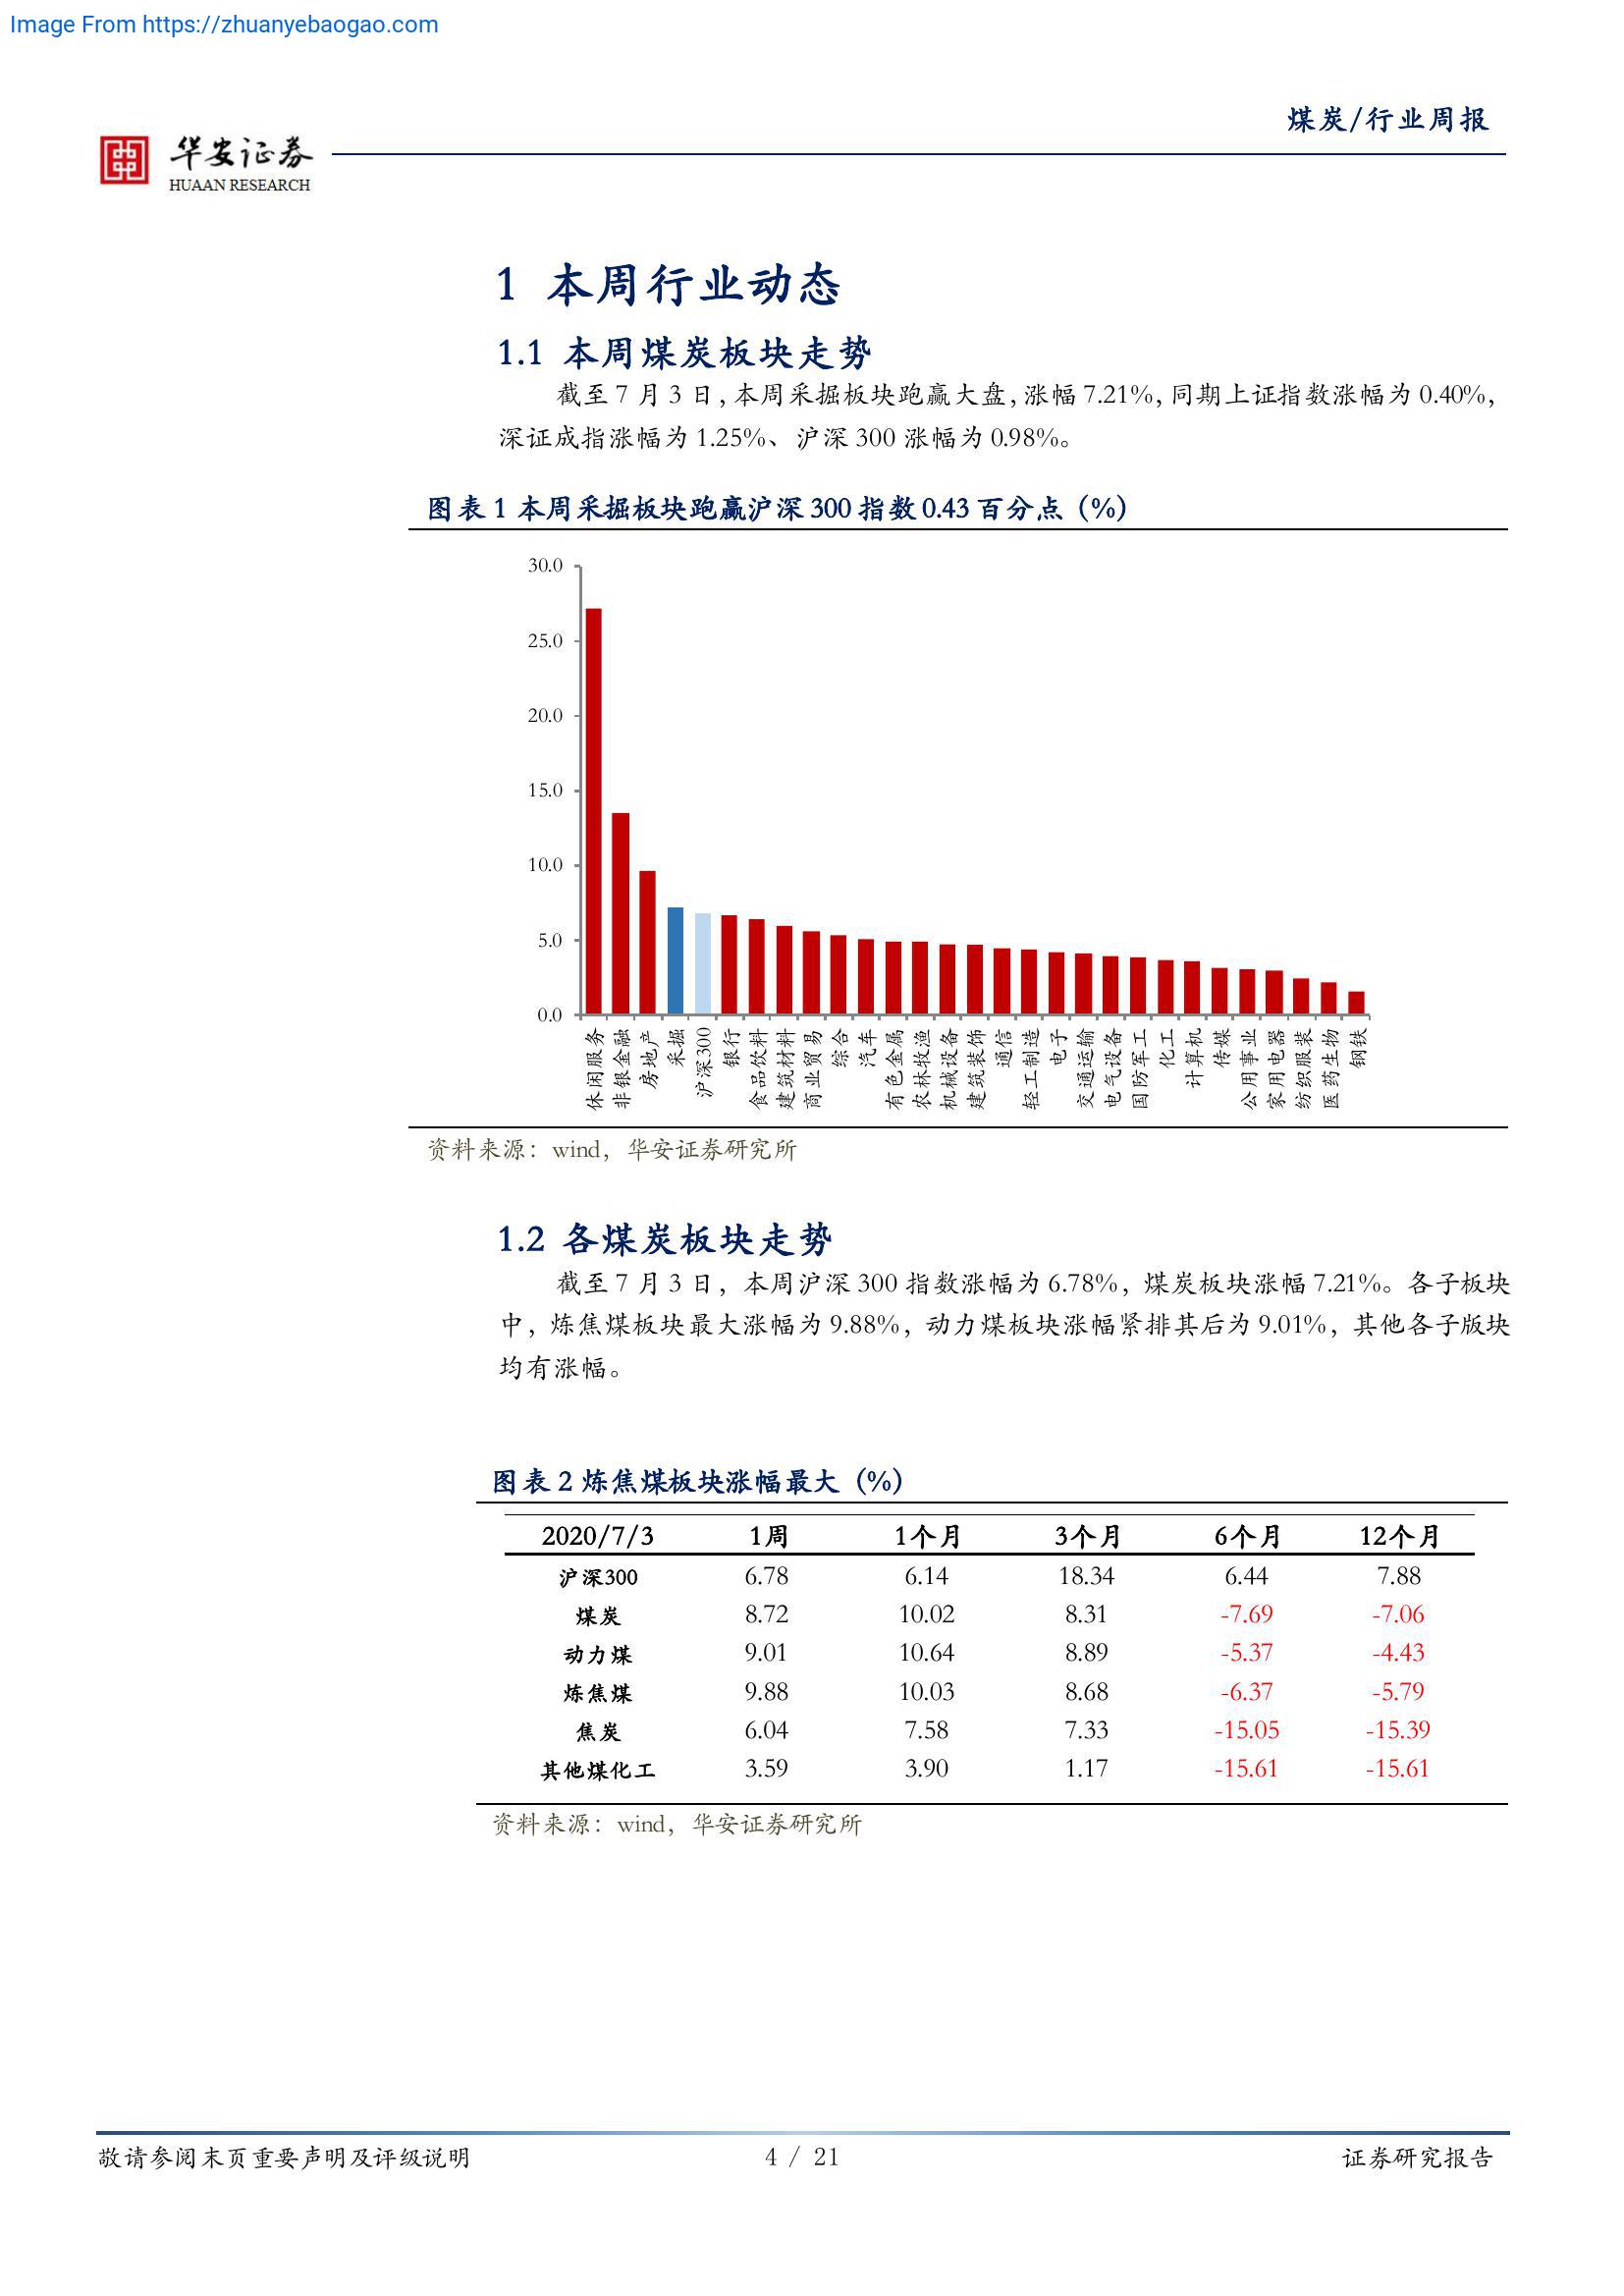 Image From https://zhuanyebaogao.com
煤炭/行业周报
华安证券
HUAAN RESEARCH
1 本周行业动态
1.1 本周煤炭板块走势
截至 7 月 3 日，本周采掘板块跑赢大盘，涨幅 7.21%，同期上证指数涨幅为 0.40%，
深证成指涨幅为 1.25%、沪深 300 涨幅为 0.98%。
图表 1 本周采掘板块跑赢沪深 300 指数 0.43 百分点（%）
30.0
25.0
20.0
15.0
10.0
5.0
0.0
休闲服务
非银金融
房地产
采掘
沪深300
银行
食品饮料
建筑材料
商业贸易
综合
汽车
有色金属
农林牧渔
机械设备
建筑装饰
通信
轻工制造
电子
交通运输
电气设备
国防军工
化工
计算机
传媒
公用事业
家用电器
纺织服装
医药生物
钢铁
资料来源：wind，华安证券研究所
1.2 各煤炭板块走势
截至 7 月 3 日，本周沪深 300 指数涨幅为 6.78%，煤炭板块涨幅 7.21%。各子板块
中，炼焦煤板块最大涨幅为 9.88%，动力煤板块涨幅紧排其后为 9.01%，其他各子版块
均有涨幅。
图表 2 炼焦煤板块涨幅最大（%）
2020/7/3 1周 1个月 3个月 6个月 12个月
沪深300 6.78 6.14 18.34 6.44 7.88
煤炭 8.72 10.02 8.31 -7.69 -7.06
动力煤 9.01 10.64 8.89 -5.37 -4.43
炼焦煤 9.88 10.03 8.68 -6.37 -5.79
焦炭 6.04 7.58 7.33 -15.05 -15.39
其他煤化工 3.59 3.90 1.17 -15.61 -15.61
资料来源：wind，华安证券研究所
敬请参阅末页重要声明及评级说明 4 / 21 证券研究报告